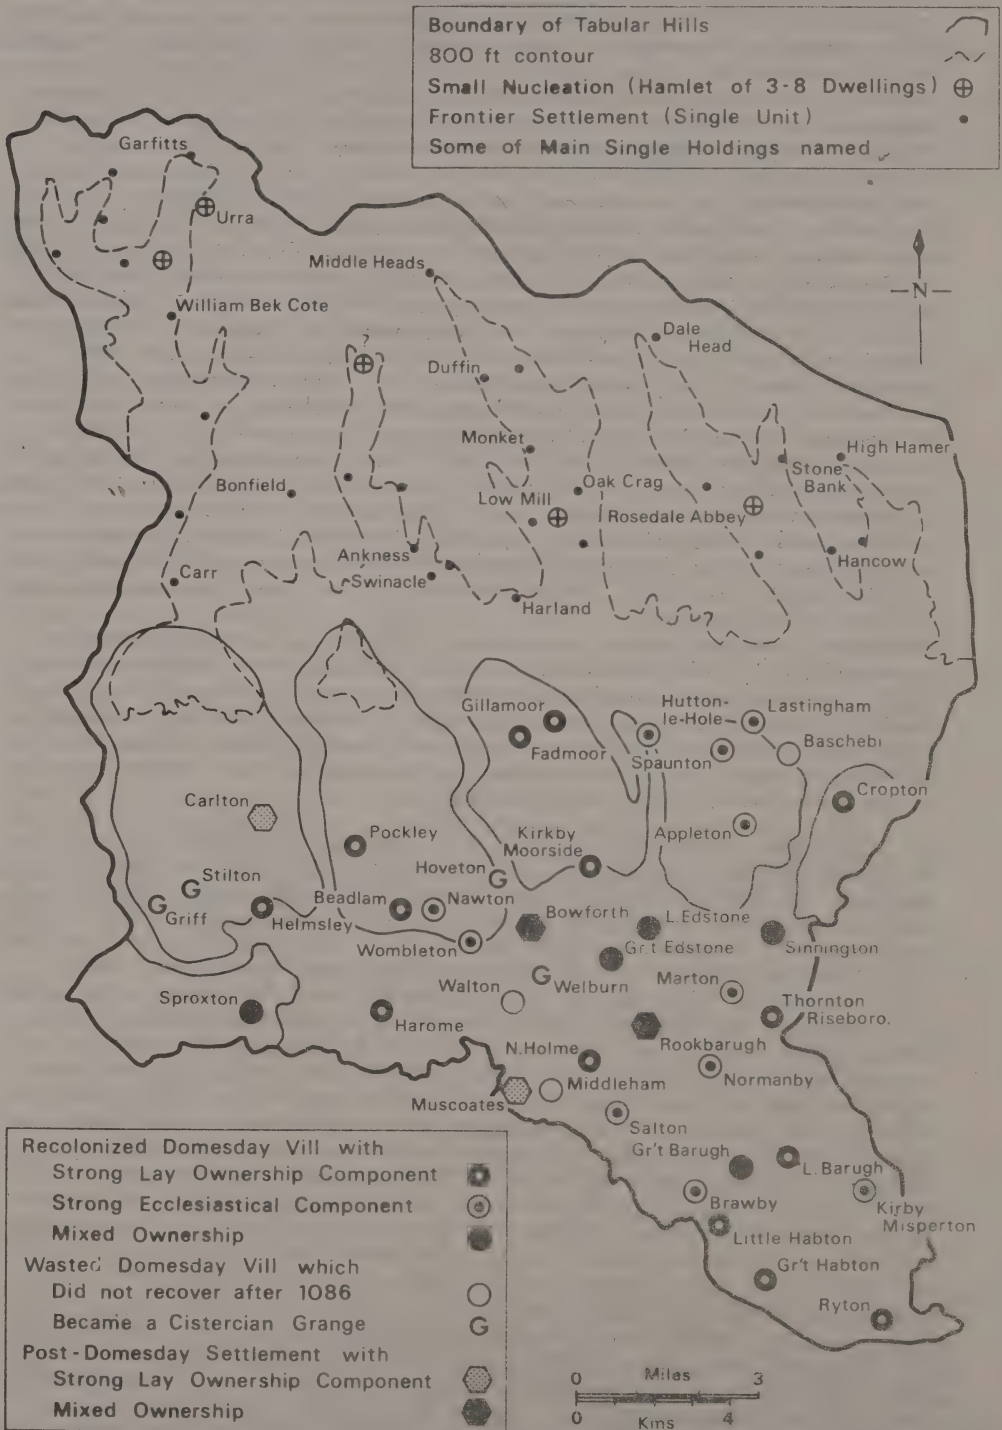 Boundary of Tabular Hills
800 ft contour
Small Nucleation (Hamlet of 3-8 Dwellings)
Frontier Settlement (Single Unit)
Some of Main Single Holdings named
Garfitts
Urra
Middle Heads
N
William Bek Cote
?
Dale
Head
Duffin
Monket
High Hamer
Stone
Bank
Bonfield
Low Mill
Oak Crag
Rosedale Abbey
Ankness
Hancow
Carr
Swinacle
Harland
Hutton-
le-Hole
Lastingham
Gillamoor
Fadmoor
Spaunton
Baschebi
Carlton
Cropton
Pockley
Kirkby
Moorside
Appleton
Hoveton
G
Stilton
G
G
Griff
Helmsley
Beadlam
Nawton
Bowforth
L.Edstone
Wombleton
Gr't Edstone
Sinnington
Walton
G
Welburn
Marton
Sproxton
Harome
Thornton
Riseboro.
Rookbarugh
N.Holme
Normanby
Muscoates
Middleham
Salton
Gr't Barugh
L.Barugh
Brawby
Kirby
Misperton
Little Habton
Gr't Habton
Ryton
Recolonized Domesday Vill with
Strong Lay Ownership Component
Strong Ecclesiastical Component
Mixed Ownership
Wasted Domesday Vill which
Did not recover after 1086
Became a Cistercian Grange G
Post-Domesday Settlement with
Strong Lay Ownership Component
Mixed Ownership
0 Miles 3
0 Kms 4